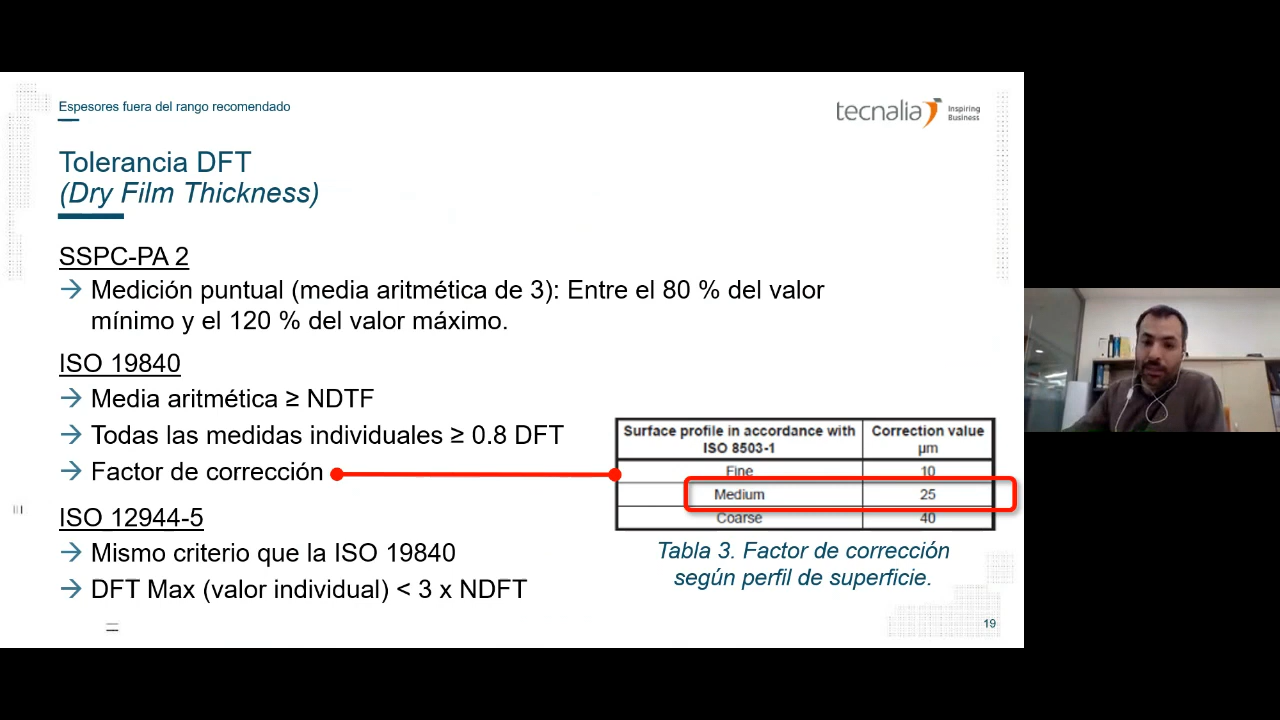 Espesores fuera del rango recomendado
tecnalia Inspiring
Business
Tolerancia DFT
(Dry Film Thickness)
SSPC-PA 2
→ Medición puntual (media aritmética de 3): Entre el 80 % del valor
mínimo y el 120 % del valor máximo.
ISO 19840
→ Media aritmética ≥ NDTF
→ Todas las medidas individuales ≥ 0.8 DFT
→ Factor de corrección
Surface profile in accordance with Correction value
ISO 8503-1 µm
Fine 10
Medium 25
Coarse 40
ISO 12944-5
→ Mismo criterio que la ISO 19840
→ DFT Max (valor individual) < 3 x NDFT
Tabla 3. Factor de corrección
según perfil de superficie.
19